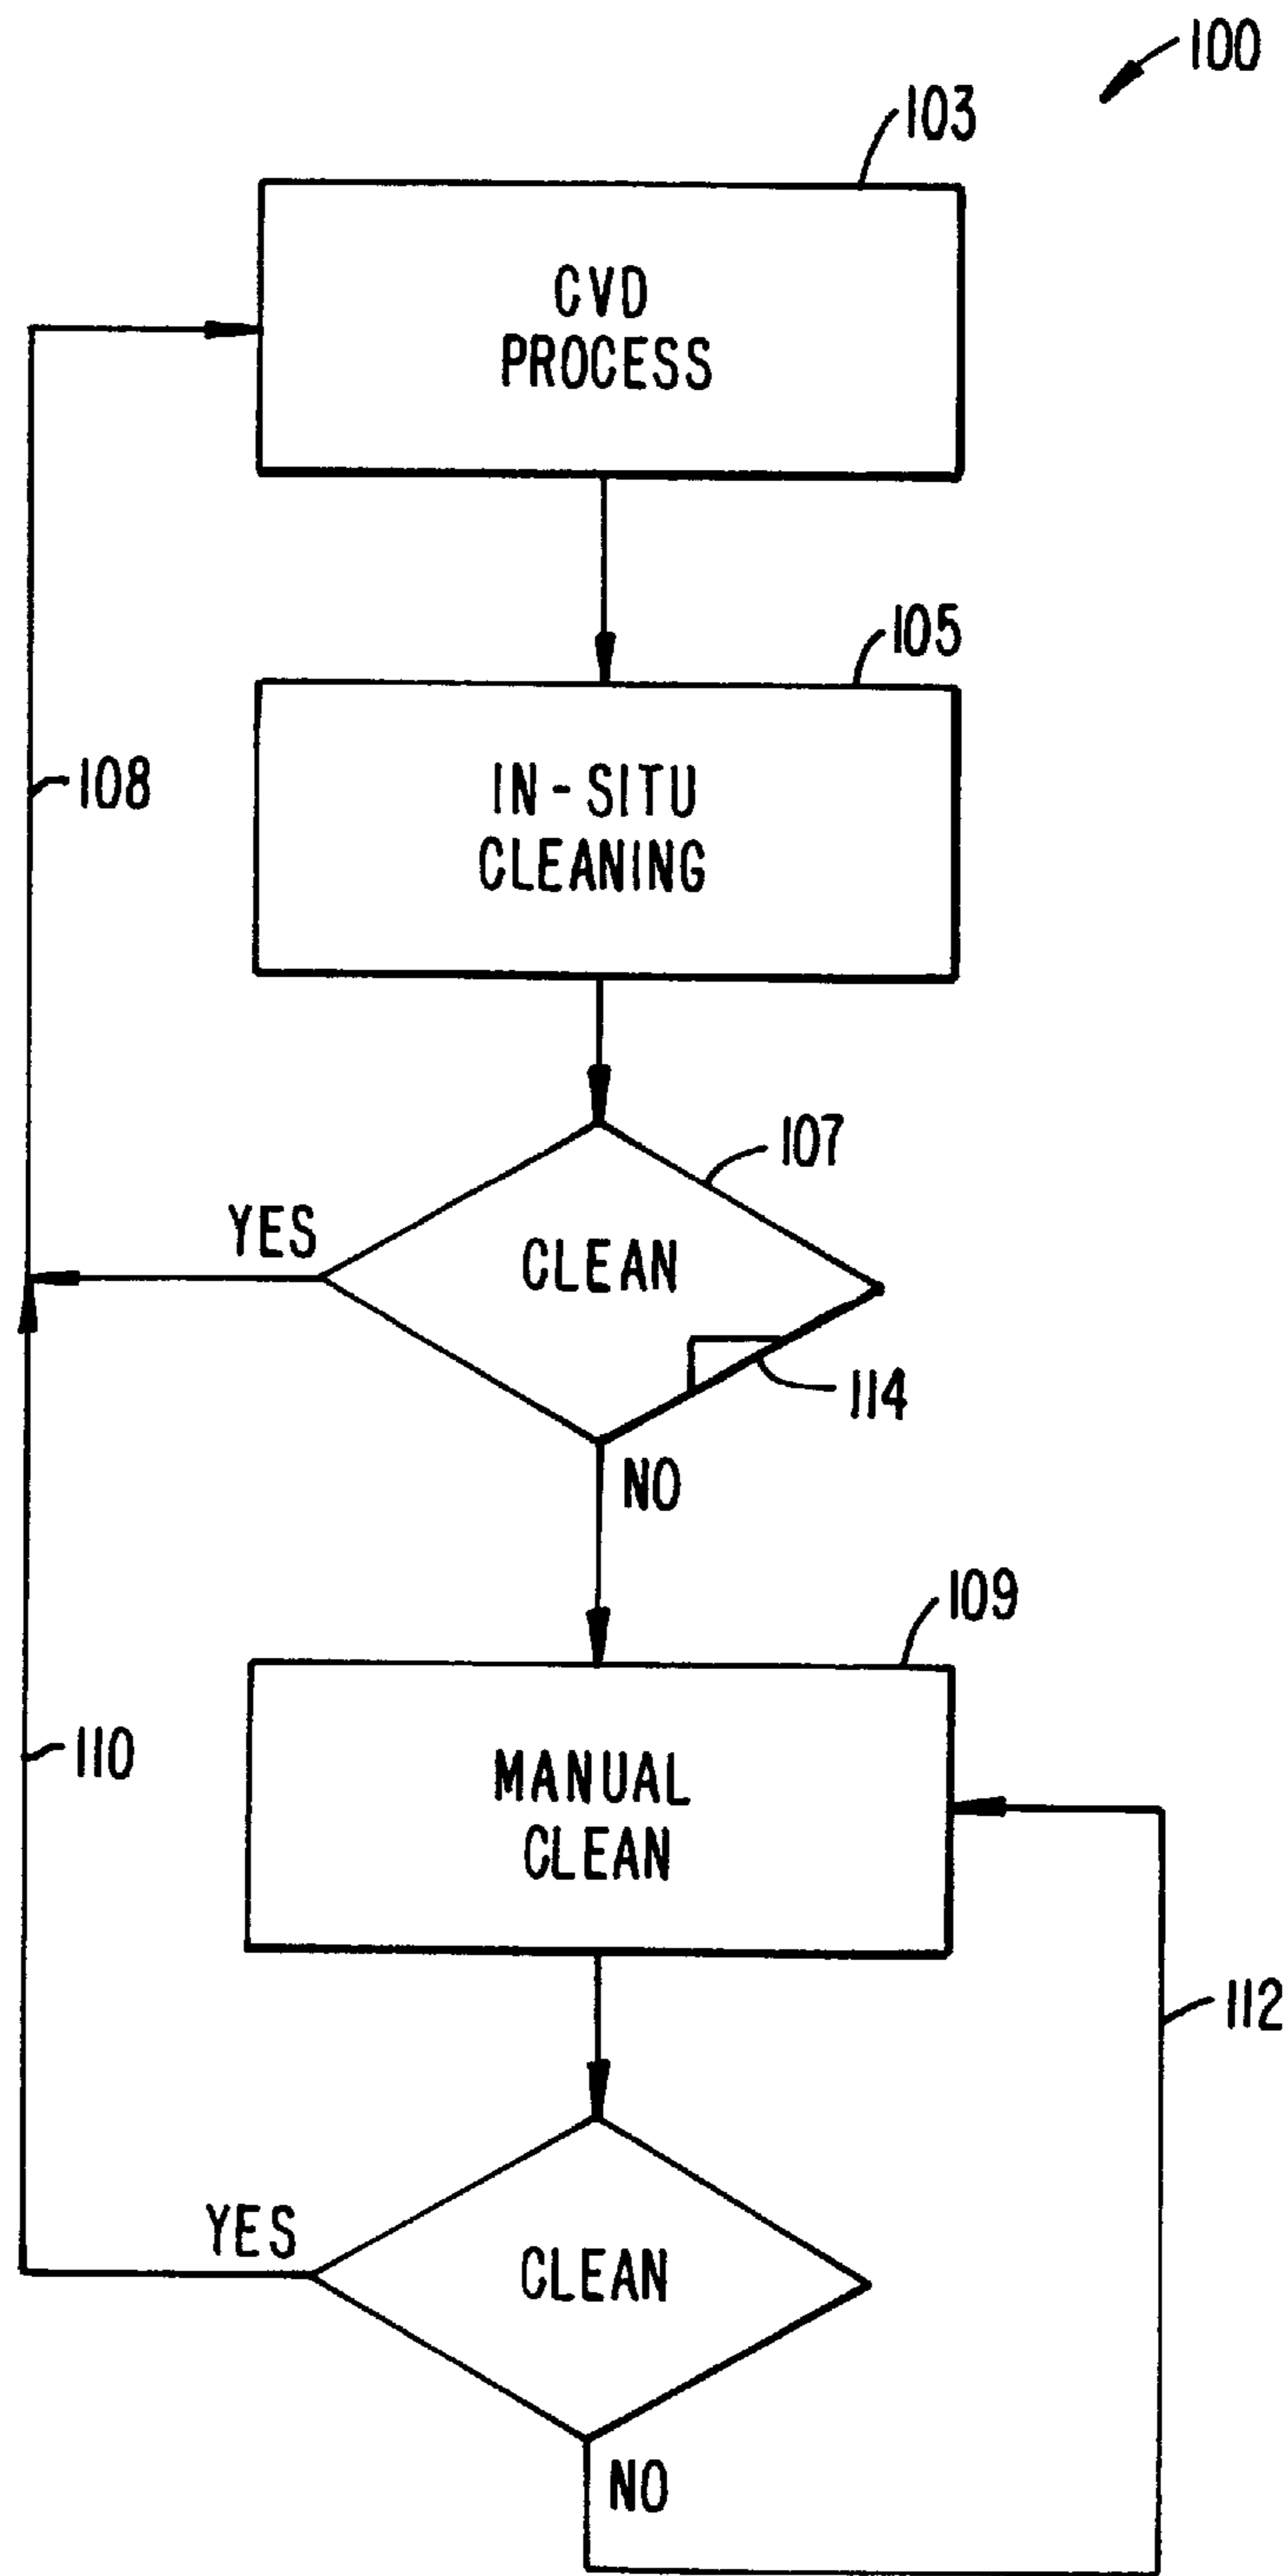 100
103
CVD
PROCESS
105
IN-SITU
CLEANING
108
107
YES
CLEAN
114
NO
109
110
MANUAL
CLEAN
112
YES
CLEAN
NO